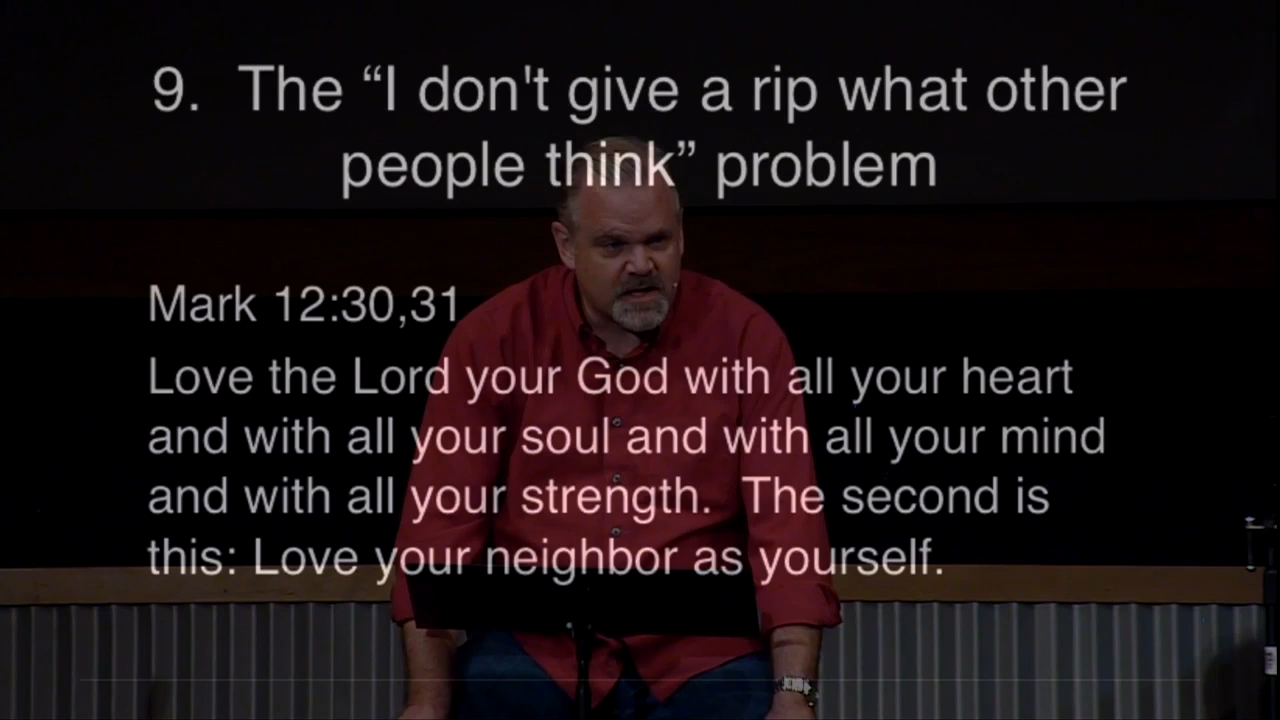 9. The “I don't give a rip what other
people think” problem
Mark 12:30,31
Love the Lord your God with all your heart
and with all your soul and with all your mind
and with all your strength. The second is
this: Love your neighbor as yourself.